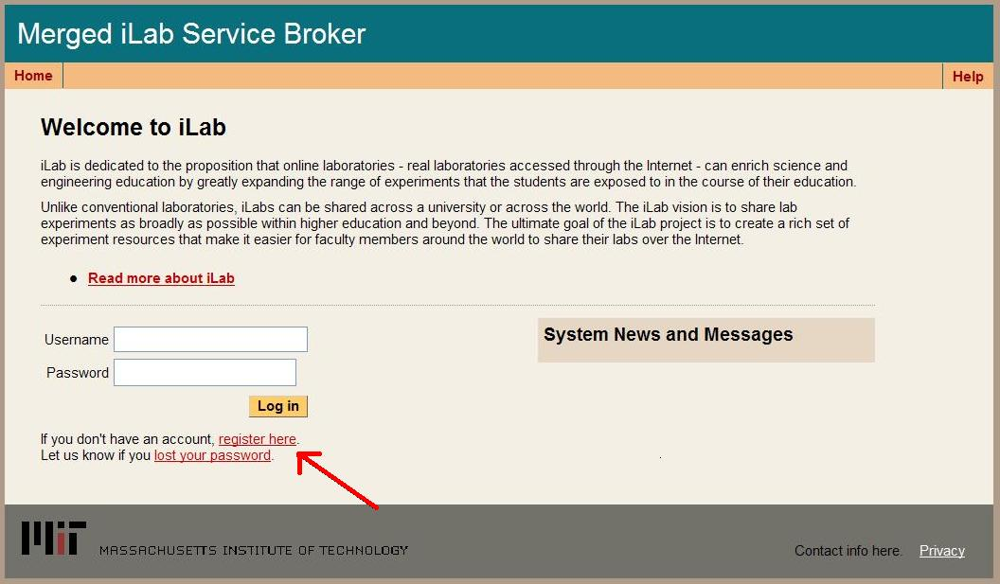 Merged iLab Service Broker
Home
Help
Welcome to iLab
iLab is dedicated to the proposition that online laboratories - real laboratories accessed through the Internet - can enrich science and
engineering education by greatly expanding the range of experiments that the students are exposed to in the course of their education.
Unlike conventional laboratories, iLabs can be shared across a university or across the world. The iLab vision is to share lab
experiments as broadly as possible within higher education and beyond. The ultimate goal of the iLab project is to create a rich set of
experiment resources that make it easier for faculty members around the world to share their labs over the Internet.
• Read more about iLab
Username
Password
Log in
If you don't have an account, register here.
Let us know if you lost your password.
System News and Messages
.
MIT MASSACHUSETTS INSTITUTE OF TECHNOLOGY
Contact info here. Privacy